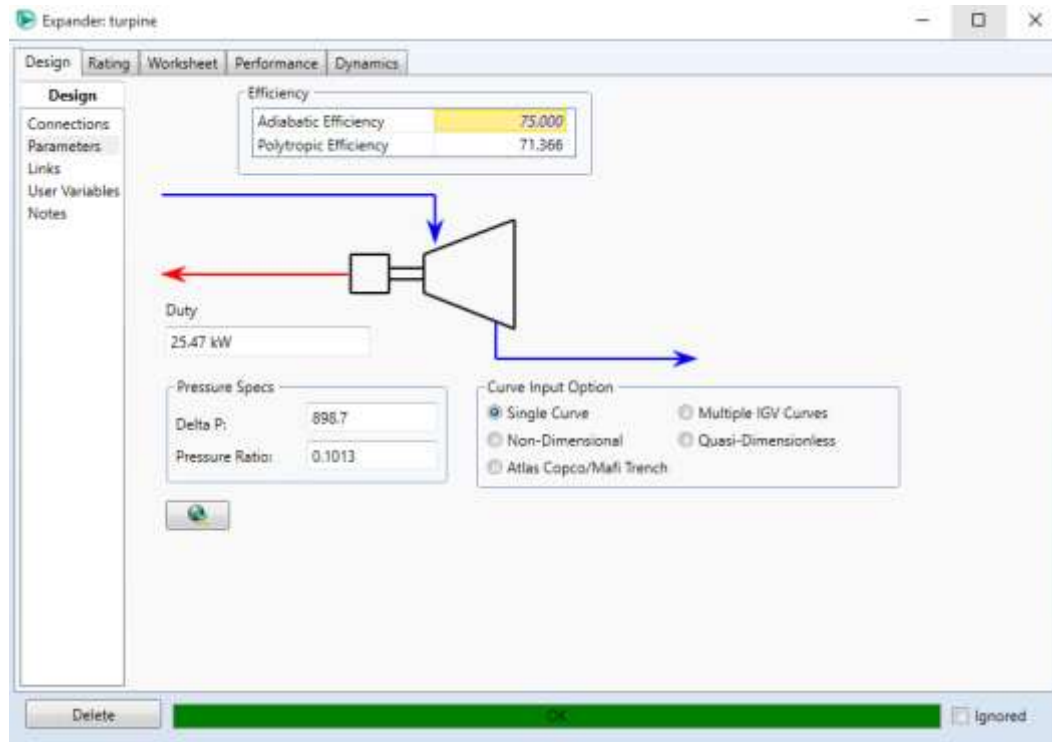 Expander: turpine
Design Rating Worksheet Performance Dynamics
Design
Connections
Parameters
Links
User Variables
Notes
Efficiency
Adiabatic Efficiency 75.000
Polytropic Efficiency 71.366
Duty
25.47 kW
Pressure Specs
Delta P: 898.7
Pressure Ratio: 0.1013
Curve Input Option
Single Curve Multiple IGV Curves
Non-Dimensional Quasi-Dimensionless
Atlas Copco/Mafi Trench
Delete OK Ignored